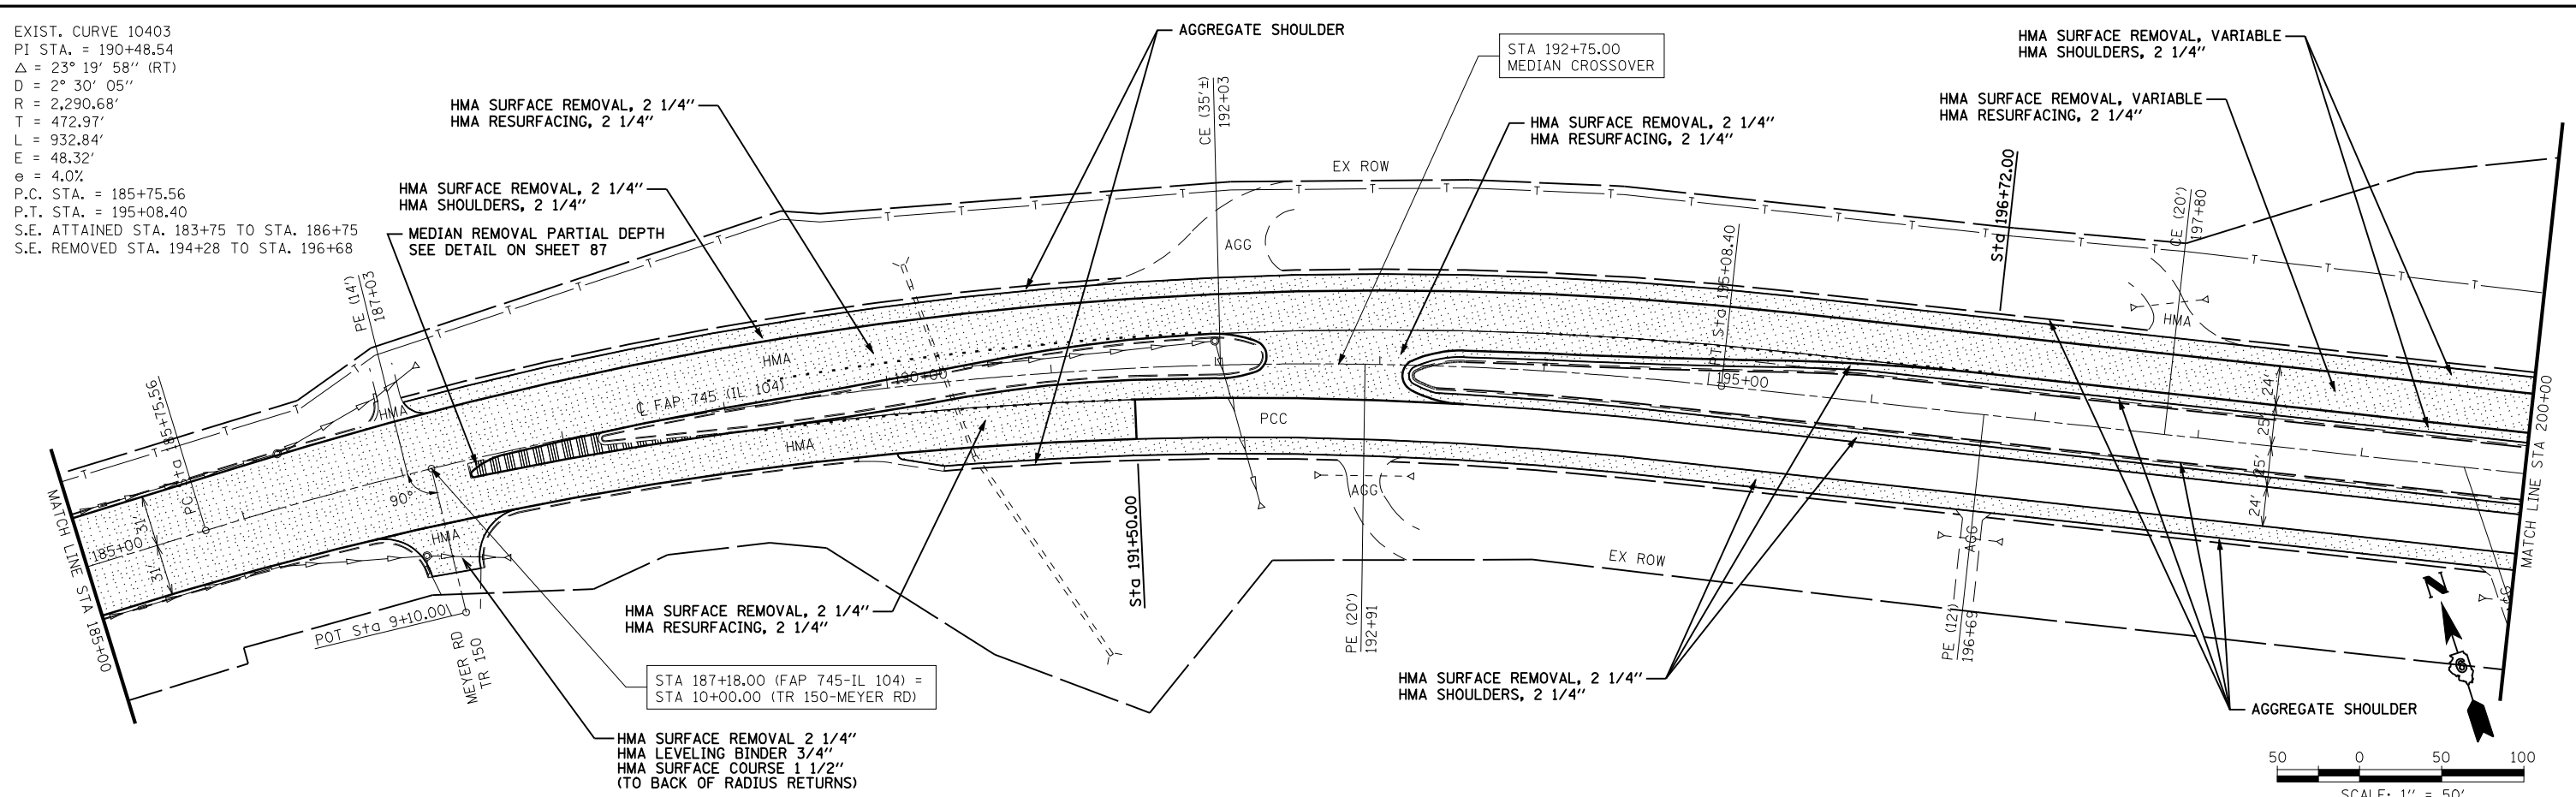 EXIST. CURVE 10403
PI STA. = 190+48.54
Δ = 23° 19' 58" (RT)
D = 2° 30' 05"
R = 2,290.68'
T = 472.97'
L = 932.84'
E = 48.32'
e = 4.0%
P.C. STA. = 185+75.56
P.T. STA. = 195+08.40
S.E. ATTAINED STA. 183+75 TO STA. 186+75
S.E. REMOVED STA. 194+28 TO STA. 196+68
AGGREGATE SHOULDER
STA 192+75.00
MEDIAN CROSSOVER
HMA SURFACE REMOVAL, VARIABLE
HMA SHOULDERS, 2 1/4"
HMA SURFACE REMOVAL, VARIABLE
HMA RESURFACING, 2 1/4"
HMA SURFACE REMOVAL, 2 1/4"
HMA RESURFACING, 2 1/4"
HMA SURFACE REMOVAL, 2 1/4"
HMA RESURFACING, 2 1/4"
HMA SURFACE REMOVAL, 2 1/4"
HMA SHOULDERS, 2 1/4"
MEDIAN REMOVAL PARTIAL DEPTH
SEE DETAIL ON SHEET 87
CE (35'±)
192+03
EX ROW
Sta 196+72.00
CE (20')
197+80
AGG
PT Sta 195+08.40
PE (14')
187+03
HMA
HMA
HMA
℄ FAP 745 (IL 104)
190+00
195+00
PC Sta 185+75.56
HMA
HMA
PCC
AGG
AGG
24'
25'
25'
24'
MATCH LINE STA 200+00
MATCH LINE STA 185+00
185+00
31'
31'
90°
HMA
Sta 191+50.00
EX ROW
PE (20')
192+91
PE (12')
196+69
POT Sta 9+10.00
MEYER RD
TR 150
HMA SURFACE REMOVAL, 2 1/4"
HMA RESURFACING, 2 1/4"
STA 187+18.00 (FAP 745-IL 104) =
STA 10+00.00 (TR 150-MEYER RD)
HMA SURFACE REMOVAL, 2 1/4"
HMA SHOULDERS, 2 1/4"
AGGREGATE SHOULDER
HMA SURFACE REMOVAL 2 1/4"
HMA LEVELING BINDER 3/4"
HMA SURFACE COURSE 1 1/2"
(TO BACK OF RADIUS RETURNS)
N
50 0 50 100
SCALE: 1" = 50'